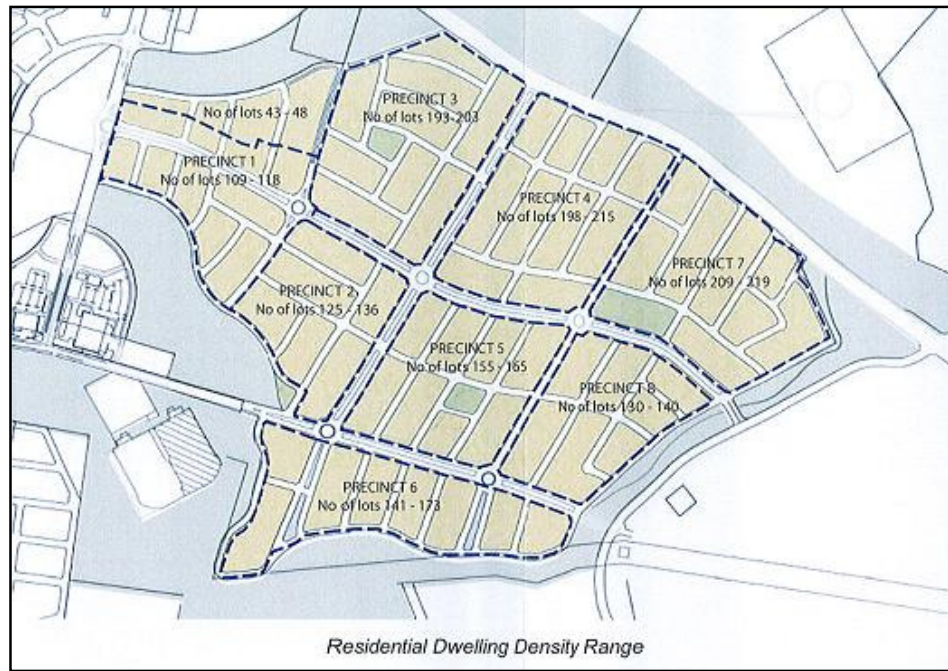 No of lots 43 - 48
PRECINCT 3
No of lots 193-203
PRECINCT 1
No of lots 109 - 118
PRECINCT 4
No of lots 198 - 215
PRECINCT 7
No of lots 209 - 219
PRECINCT 2
No of lots 125 - 136
PRECINCT 5
No of lots 155 - 165
PRECINCT 8
No of lots 130 - 140
PRECINCT 6
No of lots 141 - 173
Residential Dwelling Density Range